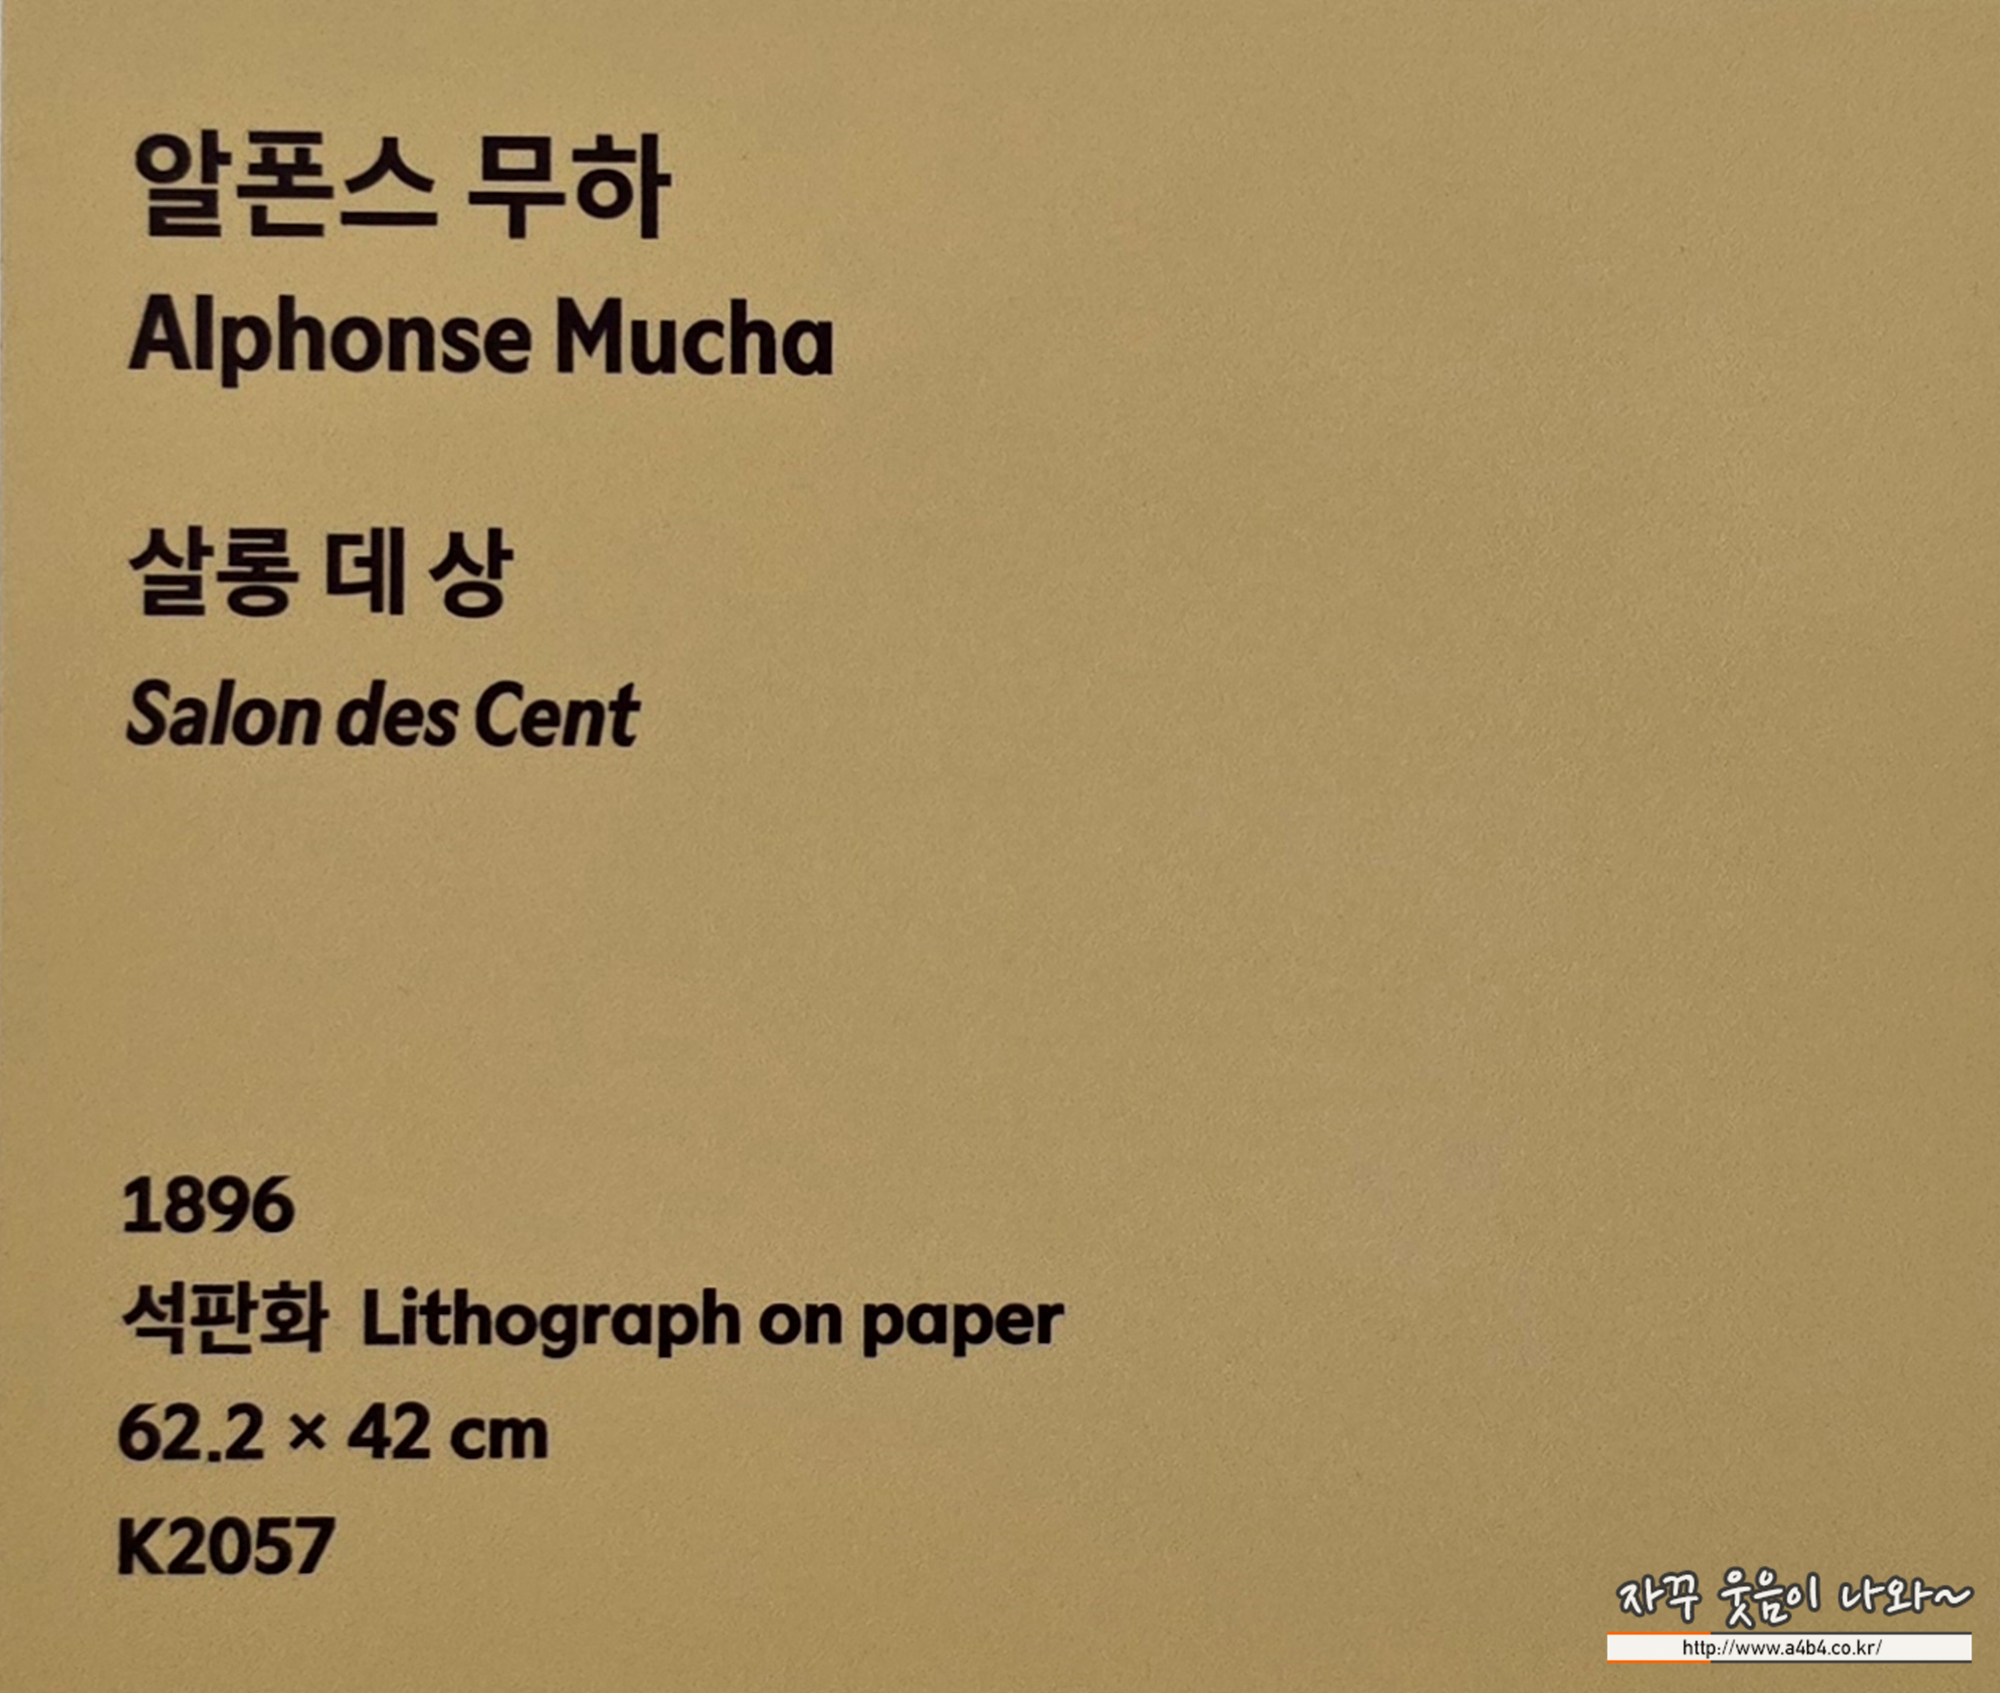 알폰스 무하
Alphonse Mucha
살롱 데 상
Salon des Cent
1896
석판화 Lithograph on paper
62.2 × 42 cm
K2057
자꾸 웃음이 나와~
http://www.a4b4.co.kr/